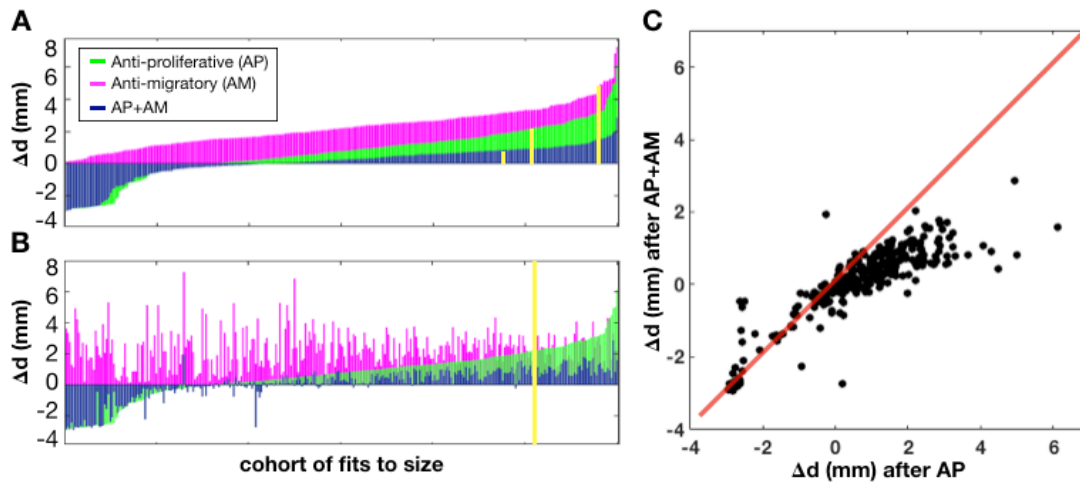 A
8
6
4
2
0
-2
-4
Δd (mm)
Anti-proliferative (AP)
Anti-migratory (AM)
AP+AM
B
8
6
4
2
0
-2
-4
Δd (mm)
cohort of fits to size
C
6
4
2
0
-2
-4
Δd (mm) after AP+AM
-4 -2 0 2 4 6
Δd (mm) after AP